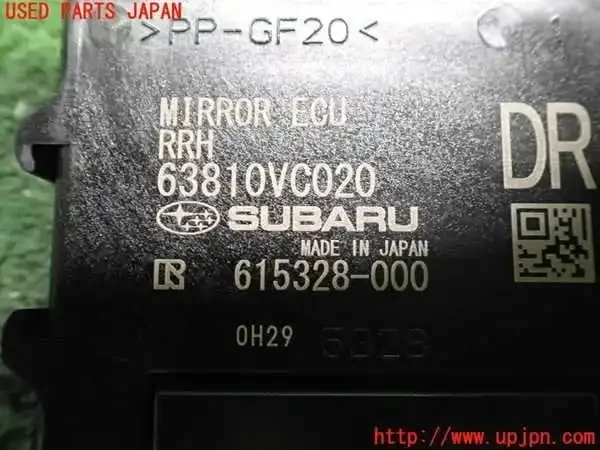 USED PARTS JAPAN
>PP-GF20<
MIRROR ECU
RRH
DR
63810VC020
SUBARU
MADE IN JAPAN
615328-000
0H29 6328
http://www.upjpn.com/